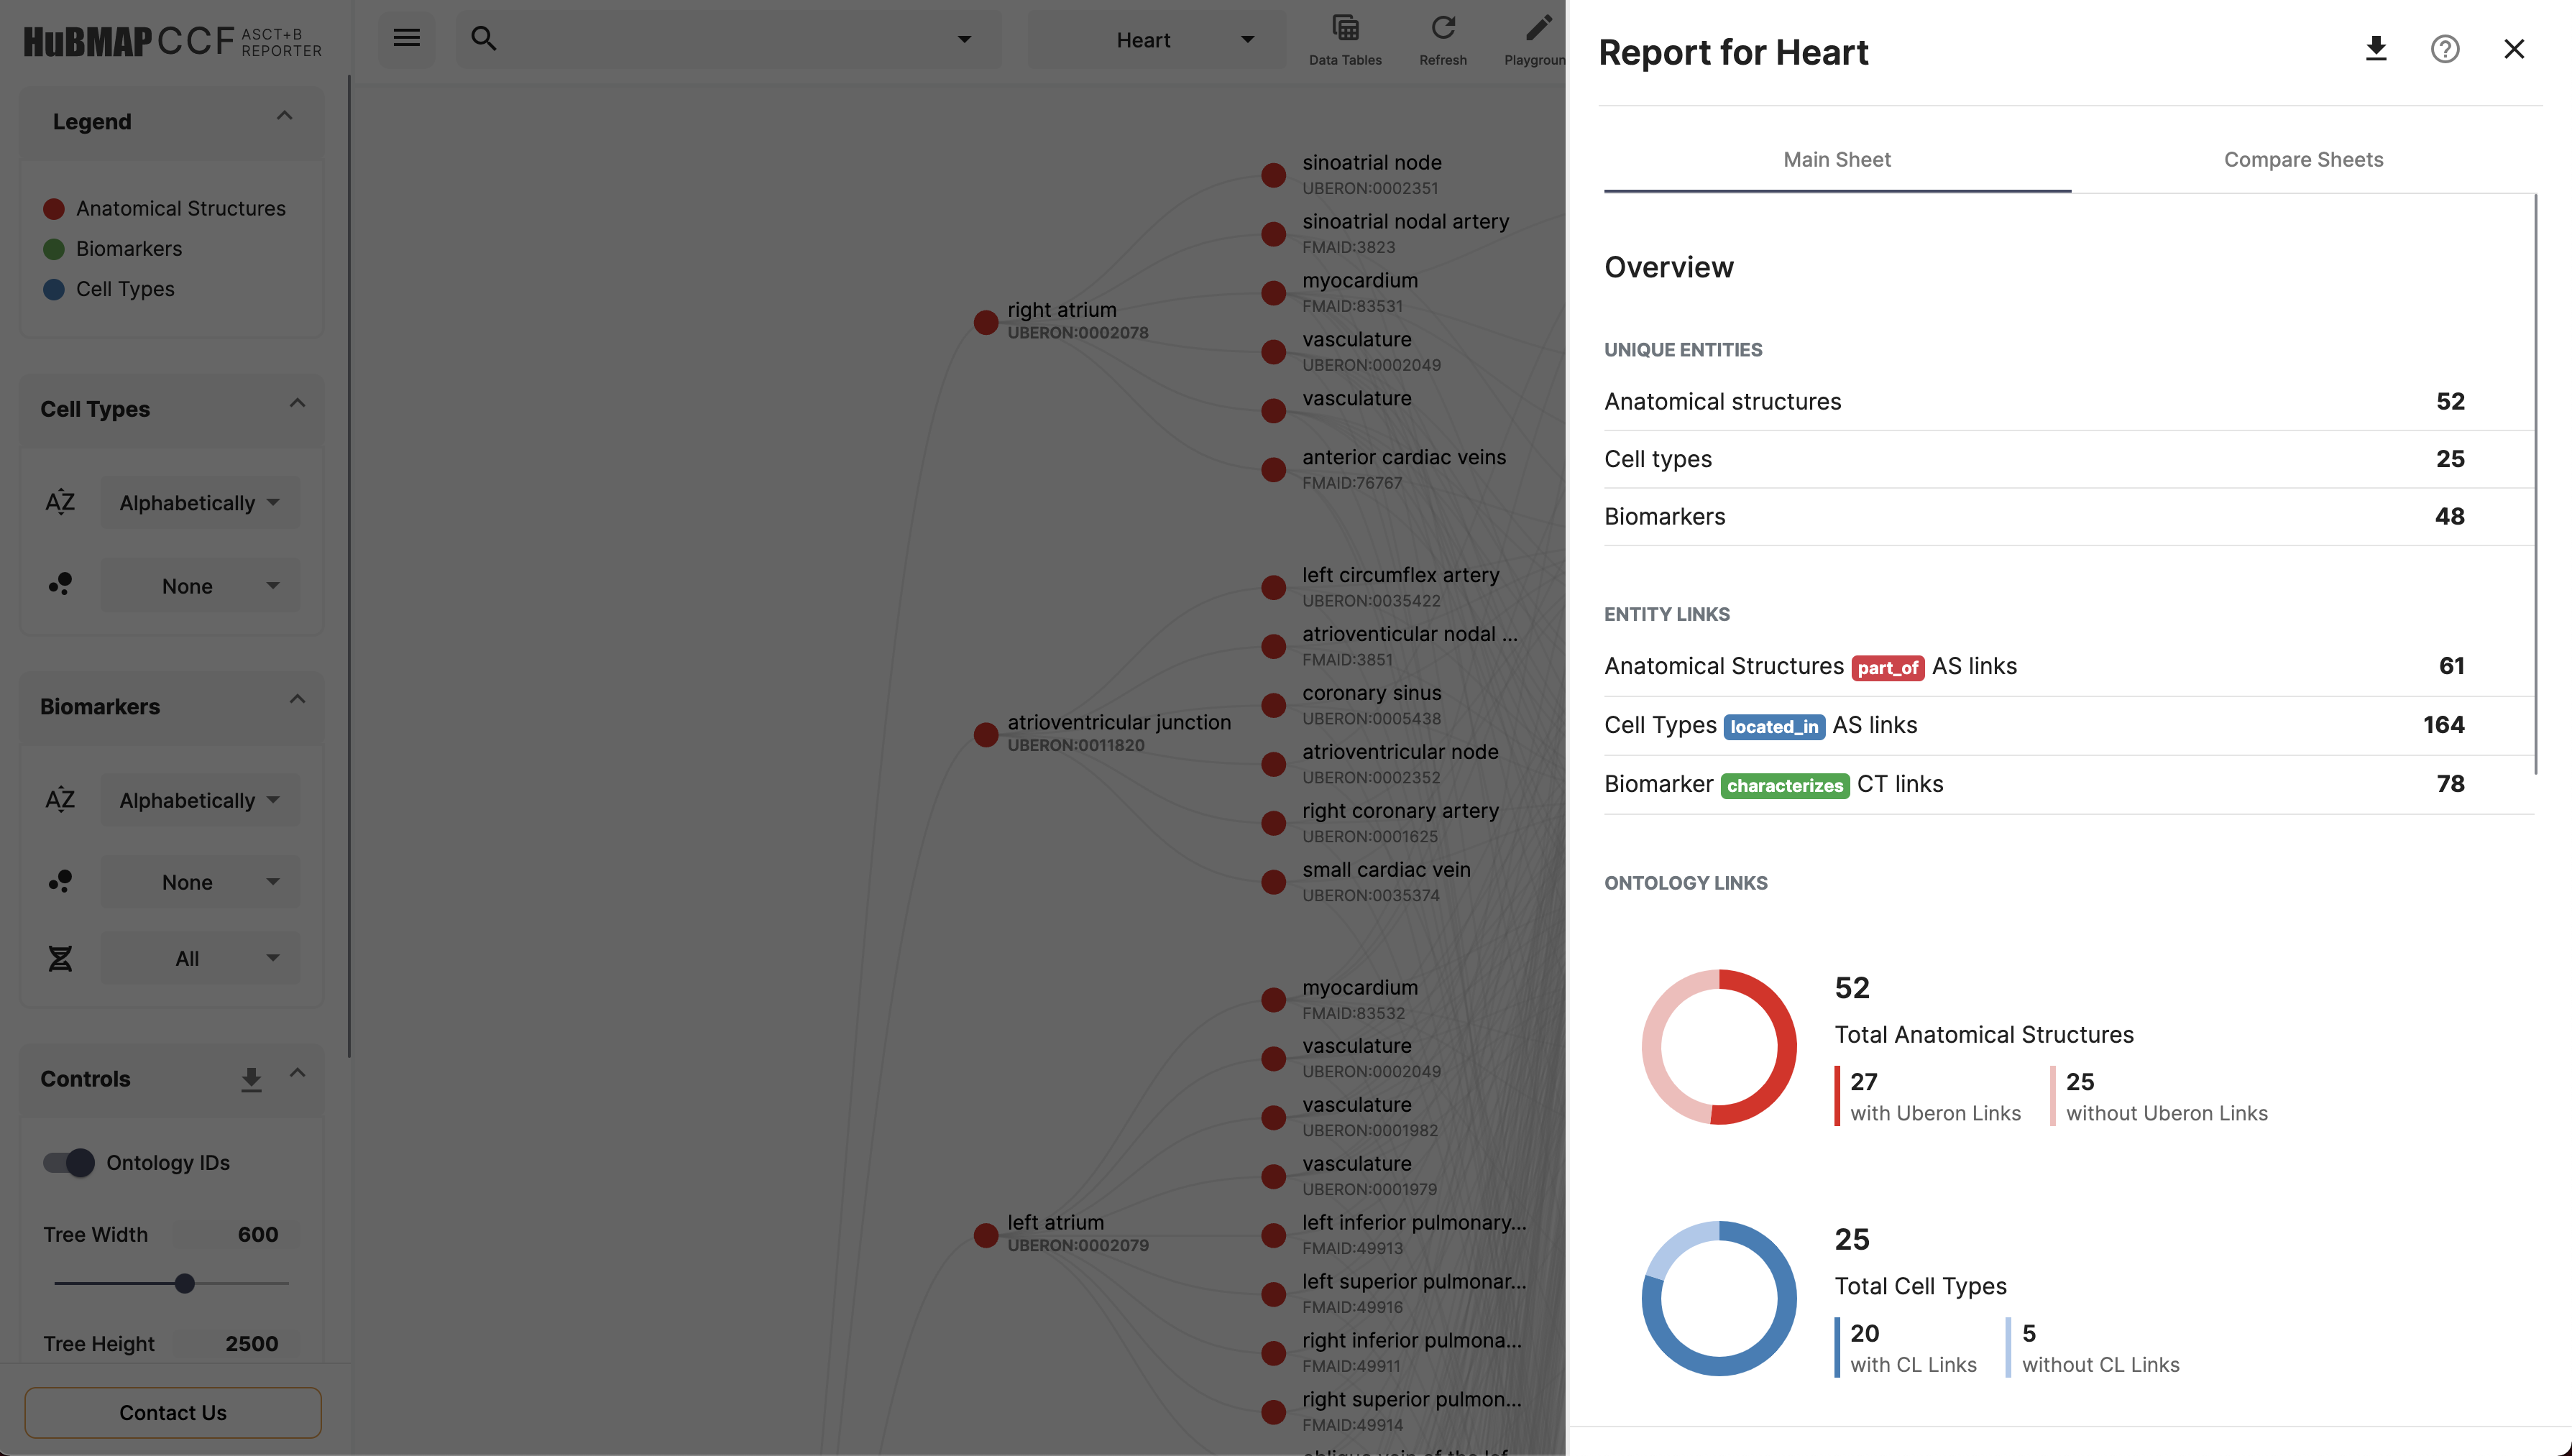 HuBMAP CCF ASCT+B
REPORTER
Legend
Anatomical Structures
Biomarkers
Cell Types
Cell Types
AZ
Alphabetically
None
Biomarkers
AZ
Alphabetically
None
All
Controls
Ontology IDs
Tree Width 600
Tree Height 2500
Contact Us
Heart
Data Tables
Refresh
Playgroun
right atrium
UBERON:0002078
sinoatrial node
UBERON:0002351
sinoatrial nodal artery
FMAID:3823
myocardium
FMAID:83531
vasculature
UBERON:0002049
vasculature
anterior cardiac veins
FMAID:76767
atrioventricular junction
UBERON:0011820
left circumflex artery
UBERON:0035422
atrioventicular nodal ...
FMAID:3851
coronary sinus
UBERON:0005438
atrioventricular node
UBERON:0002352
right coronary artery
UBERON:0001625
small cardiac vein
UBERON:0035374
left atrium
UBERON:0002079
myocardium
FMAID:83532
vasculature
UBERON:0002049
vasculature
UBERON:0001982
vasculature
UBERON:0001979
left inferior pulmonary...
FMAID:49913
left superior pulmonar...
FMAID:49916
right inferior pulmona...
FMAID:49911
right superior pulmon...
FMAID:49914
Report for Heart
Main Sheet
Compare Sheets
Overview
UNIQUE ENTITIES
Anatomical structures 52
Cell types 25
Biomarkers 48
ENTITY LINKS
Anatomical Structures part_of AS links 61
Cell Types located_in AS links 164
Biomarker characterizes CT links 78
ONTOLOGY LINKS
52
Total Anatomical Structures
27
with Uberon Links
25
without Uberon Links
25
Total Cell Types
20
with CL Links
5
without CL Links